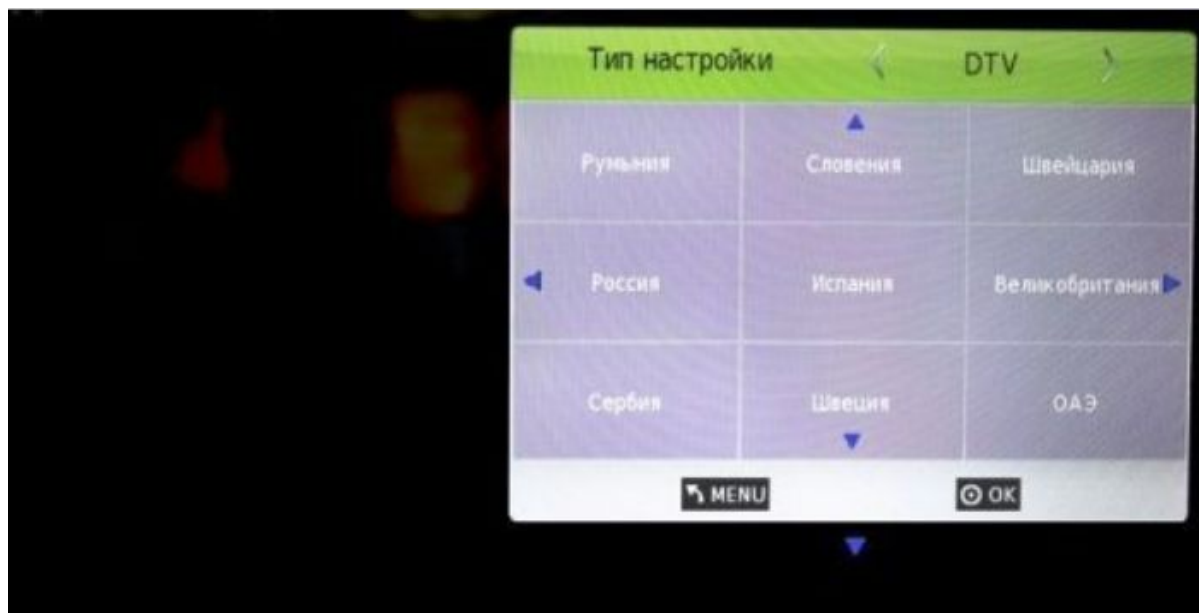 Тип настройки DTV
Румыния Словения Швейцария
Россия Испания Великобритания
Сербия Швеция ОАЭ
MENU OK